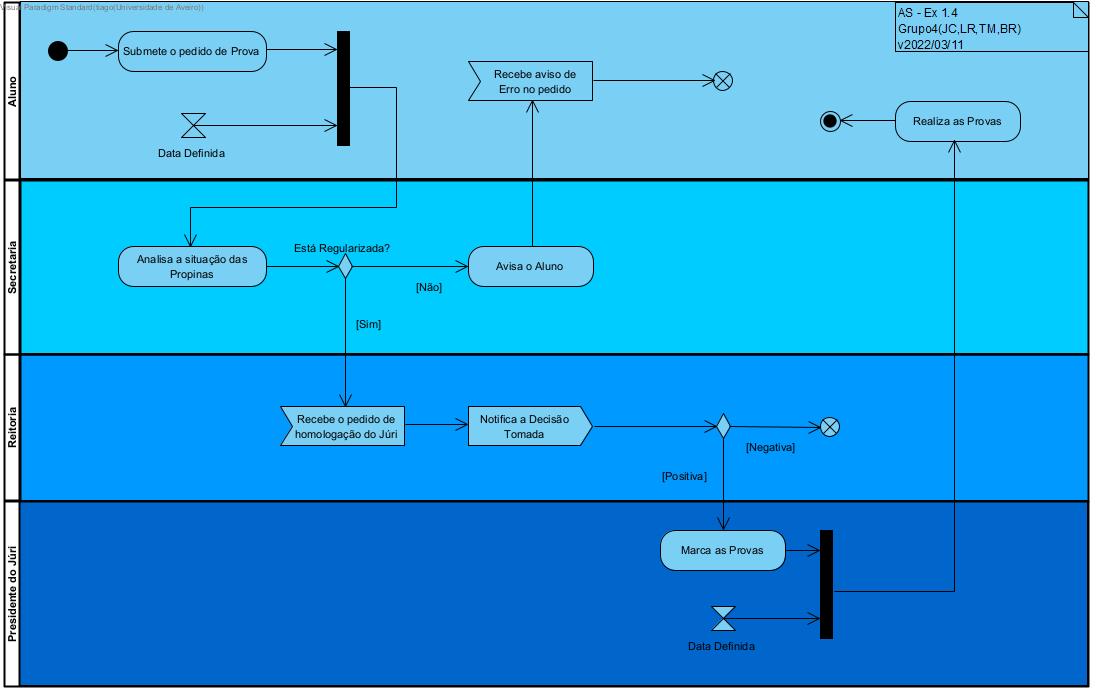 Visual Paradigm Standard(tiago(Universidade de Aveiro))
AS - Ex 1.4
Grupo4(JC,LR,TM,BR)
v2022/03/11
Aluno
Submete o pedido de Prova
Data Definida
Recebe aviso de
Erro no pedido
Realiza as Provas
Secretaria
Analisa a situação das
Propinas
Está Regularizada?
[Não]
[Sim]
Avisa o Aluno
Reitoria
Recebe o pedido de
homologação do Júri
Notifica a Decisão
Tomada
[Negativa]
[Positiva]
Presidente do Júri
Marca as Provas
Data Definida